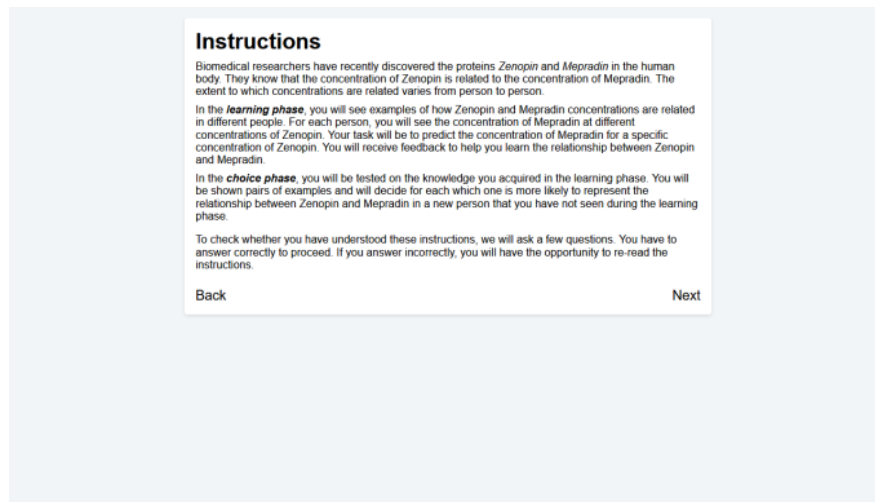 Instructions
Biomedical researchers have recently discovered the proteins Zenopin and Mepradin in the human
body. They know that the concentration of Zenopin is related to the concentration of Mepradin. The
extent to which concentrations are related varies from person to person.
In the learning phase, you will see examples of how Zenopin and Mepradin concentrations are related
in different people. For each person, you will see the concentration of Mepradin at different
concentrations of Zenopin. Your task will be to predict the concentration of Mepradin for a specific
concentration of Zenopin. You will receive feedback to help you learn the relationship between Zenopin
and Mepradin.
In the choice phase, you will be tested on the knowledge you acquired in the learning phase. You will
be shown pairs of examples and will decide for each which one is more likely to represent the
relationship between Zenopin and Mepradin in a new person that you have not seen during the learning
phase.
To check whether you have understood these instructions, we will ask a few questions. You have to
answer correctly to proceed. If you answer incorrectly, you will have the opportunity to re-read the
instructions.
Back Next